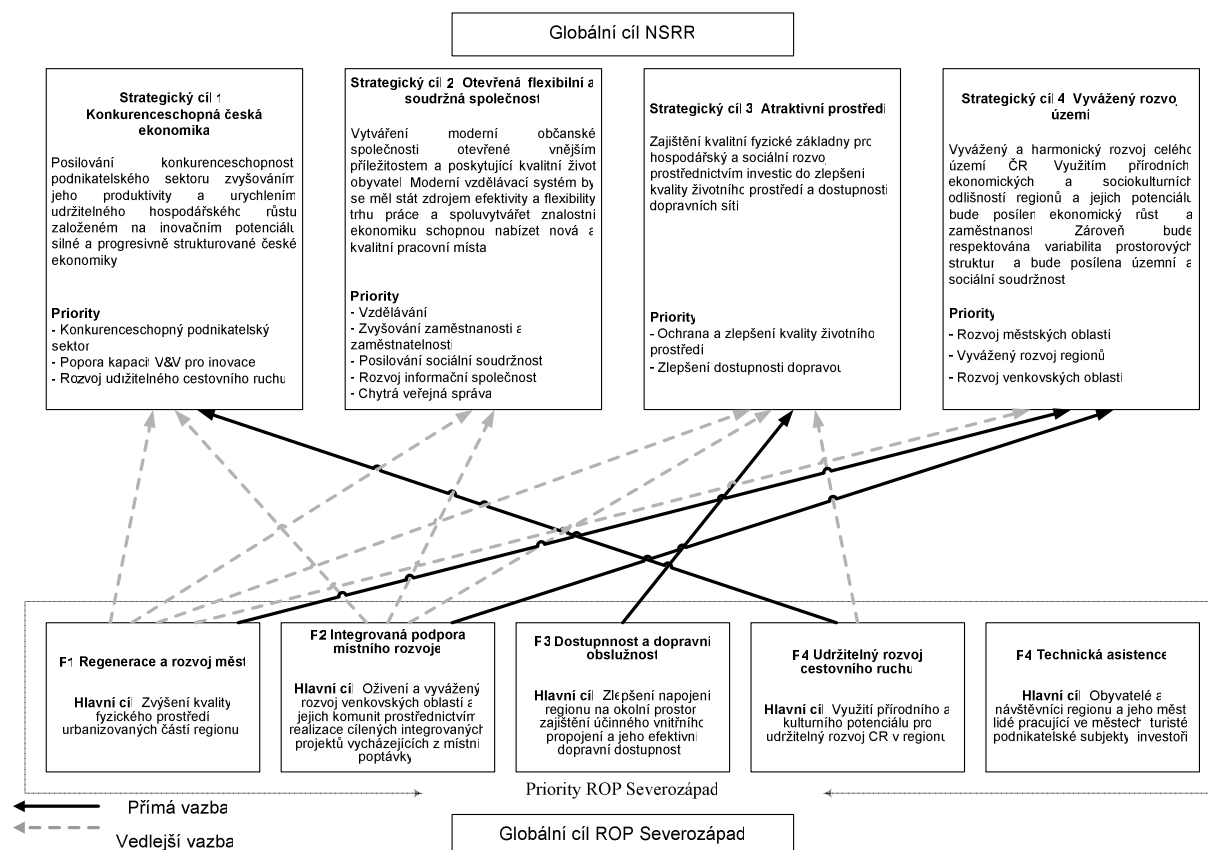 Globální cíl NSRR
Strategický cíl 1
Konkurenceschopná česká
ekonomika
Posilování konkurenceschopnosti
podnikatelského sektoru zvyšováním
jeho produktivity a urychlením
udržitelného hospodářského růstu
založeném na inovačním potenciálu
silné a progresivně strukturované české
ekonomiky
Priority
- Konkurenceschopný podnikatelský
sektor
- Popora kapacit V&V pro inovace
- Rozvoj udržitelného cestovního ruchu
Strategický cíl 2 Otevřená flexibilní a
soudržná společnost
Vytváření moderní občanské
společnosti otevřené vnějším
příležitostem a poskytující kvalitní život
obyvatel Moderní vzdělávací systém by
se měl stát zdrojem efektivity a flexibility
trhu práce a spoluvytvářet znalostní
ekonomiku schopnou nabízet nová a
kvalitní pracovní místa
Priority
- Vzdělávání
- Zvyšování zaměstnanosti a
zaměstnatelnosti
- Posilování sociální soudržnost
- Rozvoj informační společnost
- Chytrá veřejná správa
Strategický cíl 3 Atraktivní prostředí
Zajištění kvalitní fyzické základny pro
hospodářský a sociální rozvoj
prostřednictvím investic do zlepšení
kvality životního prostředí a dostupnosti
dopravních sítí
Priority
- Ochrana a zlepšení kvality životního
prostředí
- Zlepšení dostupnosti dopravou
Strategický cíl 4 Vyvážený rozvoj
území
Vyvážený a harmonický rozvoj celého
území ČR Využitím přírodních
ekonomických a sociokulturních
odlišností regionů a jejich potenciálu
bude posílen ekonomický růst a
zaměstnanost Zároveň bude
respektována variabilita prostorových
struktur a bude posílena územní a
sociální soudržnost
Priority
- Rozvoj městských oblastí
- Vyvážený rozvoj regionů
- Rozvoj venkovských oblastí
F1 Regenerace a rozvoj měst
Hlavní cíl Zvýšení kvality
fyzického prostředí
urbanizovaných částí regionu
F2 Integrovaná podpora
místního rozvoje
Hlavní cíl Oživení a vyvážený
rozvoj venkovských oblastí a
jejich komunit prostřednictvím
realizace cílených integrovaných
projektů vycházejících z místní
poptávky
F3 Dostupnnost a dopravní
obslužnost
Hlavní cíl Zlepšení napojení
regionu na okolní prostor
zajištění účinného vnitřního
propojení a jeho efektivní
dopravní dostupnost
F4 Udržitelný rozvoj
cestovního ruchu
Hlavní cíl Využití přírodního a
kulturního potenciálu pro
udržitelný rozvoj CR v regionu
F4 Technická asistence
Hlavní cíl Obyvatelé a
návštěvníci regionu a jeho měst
lidé pracující ve městech turisté
podnikatelské subjekty investoři
Priority ROP Severozápad
Přímá vazba
Vedlejší vazba
Globální cíl ROP Severozápad